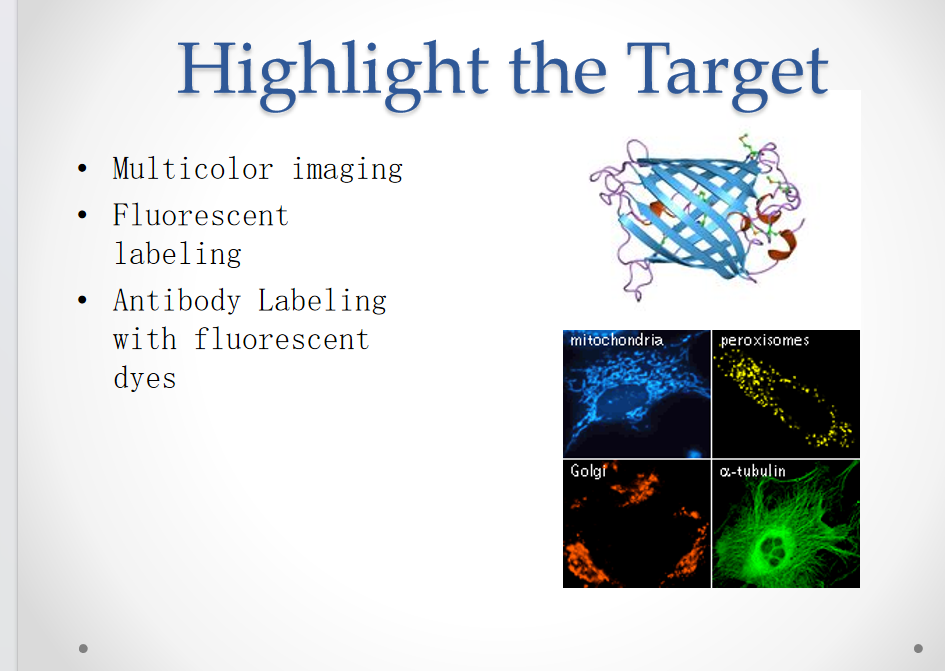 Highlight the Target
• Multicolor imaging
• Fluorescent
labeling
• Antibody Labeling
with fluorescent
dyes
mitochondria
peroxisomes
Golgi
α-tubulin